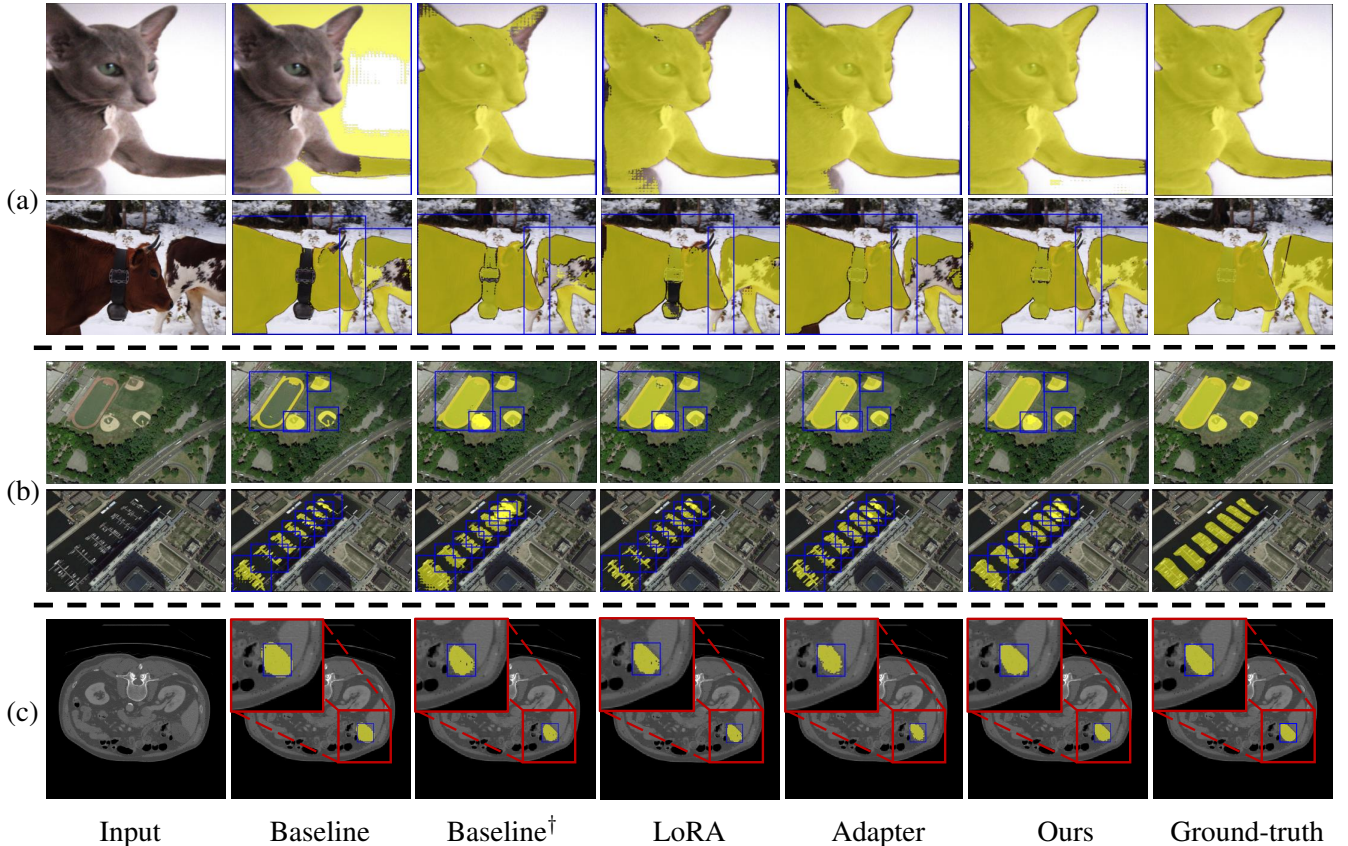 (a)
(b)
(c)
Input Baseline Baseline† LoRA Adapter Ours Ground-truth